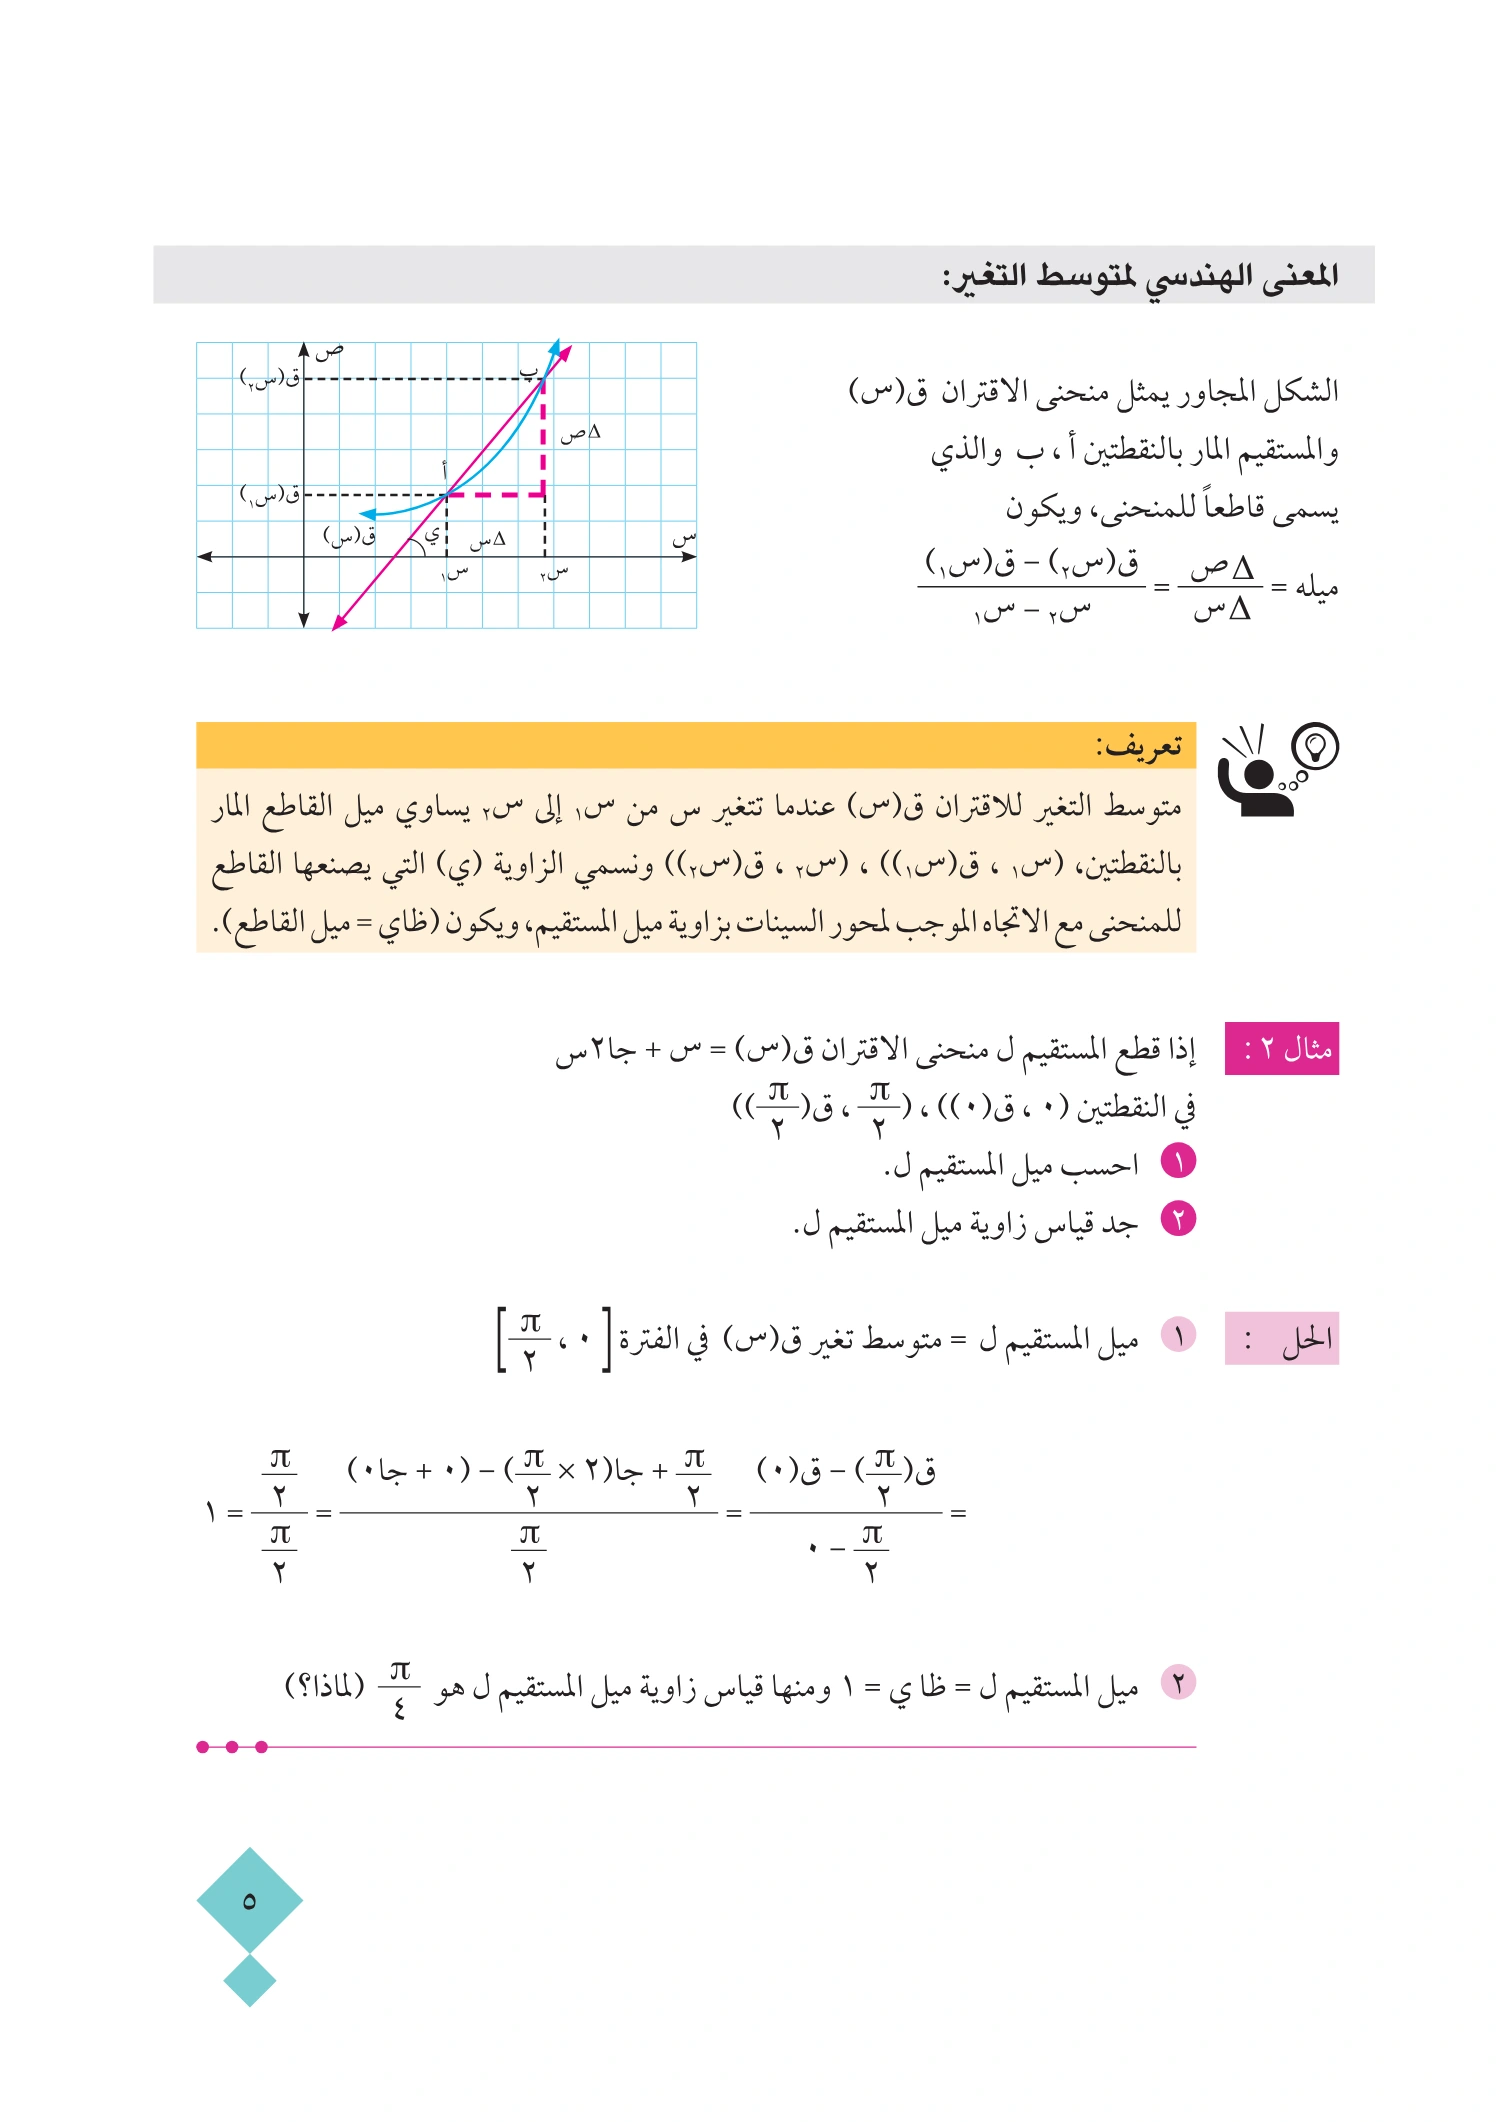 المعنى الهندسي لمتوسط التغير:
الشكل المجاور يمثل منحنى الاقتران ق(س)
والمستقيم المار بالنقطتين أ ، ب والذي
يسمى قاطعاً للمنحنى، ويكون
ميله = Δص / Δس = (ق(س٢) – ق(س١)) / (س٢ – س١)
ص
ق(س٢)
ب
Δص
أ
ق(س١)
ق(س)
ي
Δس
س
س١
س٢
تعريف:
متوسط التغير للاقتران ق(س) عندما تتغير س من س١ إلى س٢ يساوي ميل القاطع المار
بالنقطتين، (س١ ، ق(س١)) ، (س٢ ، ق(س٢)) ونسمي الزاوية (ي) التي يصنعها القاطع
للمنحنى مع الاتجاه الموجب لمحور السينات بزاوية ميل المستقيم، ويكون (ظاي = ميل القاطع).
مثال ٢ :
إذا قطع المستقيم ل منحنى الاقتران ق(س) = س + جا٢س
في النقطتين (٠ ، ق(٠)) ، (π/٢ ، ق(π/٢))
١ احسب ميل المستقيم ل.
٢ جد قياس زاوية ميل المستقيم ل.
الحل :
١ ميل المستقيم ل = متوسط تغير ق(س) في الفترة [٠ ، π/٢]
= (ق(π/٢) – ق(٠)) / (π/٢ – ٠) = (π/٢ + جا(٢ × π/٢) – (٠ + جا٠)) / (π/٢) = (π/٢) / (π/٢) = ١
٢ ميل المستقيم ل = ظا ي = ١ ومنها قياس زاوية ميل المستقيم ل هو π/٤ (لماذا؟)
٥